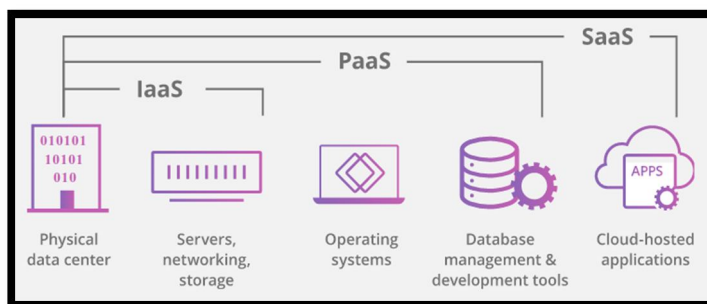 SaaS
PaaS
IaaS
010101
10101
010
APPS
Physical
data center
Servers,
networking,
storage
Operating
systems
Database
management &
development tools
Cloud-hosted
applications